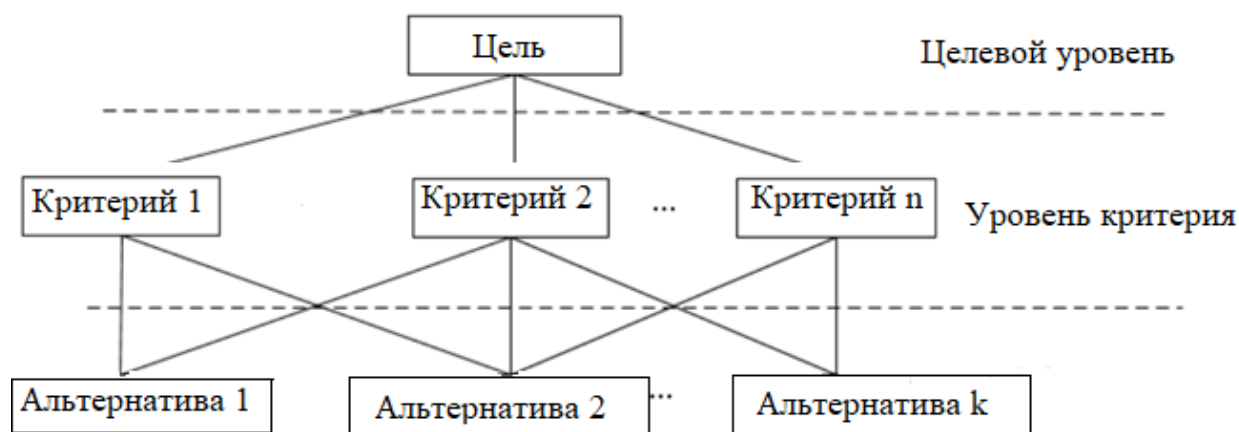 Цель
Целевой уровень
Критерий 1
Критерий 2
...
Критерий n
Уровень критерия
Альтернатива 1
Альтернатива 2
...
Альтернатива k